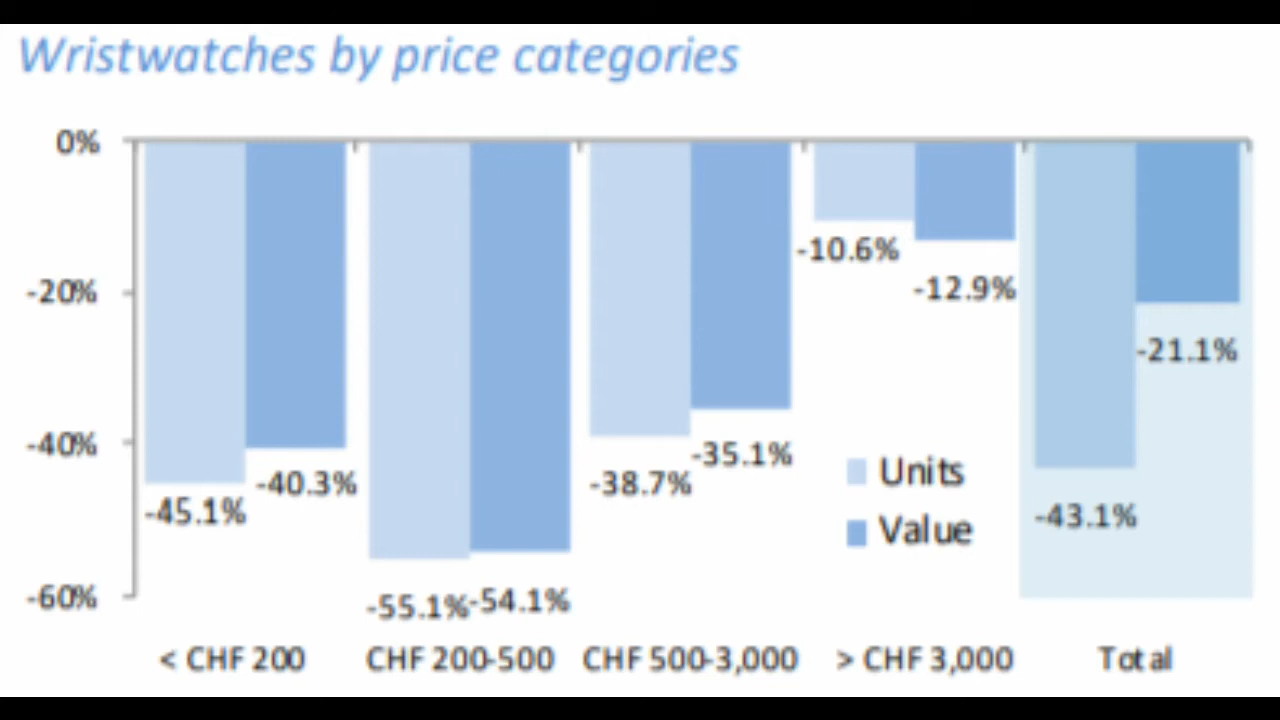 Wristwatches by price categories
0%
-20%
-40%
-60%
-45.1%
-40.3%
-55.1%
-54.1%
-38.7%
-35.1%
-10.6%
-12.9%
-43.1%
-21.1%
Units
Value
< CHF 200
CHF 200-500
CHF 500-3,000
> CHF 3,000
Total